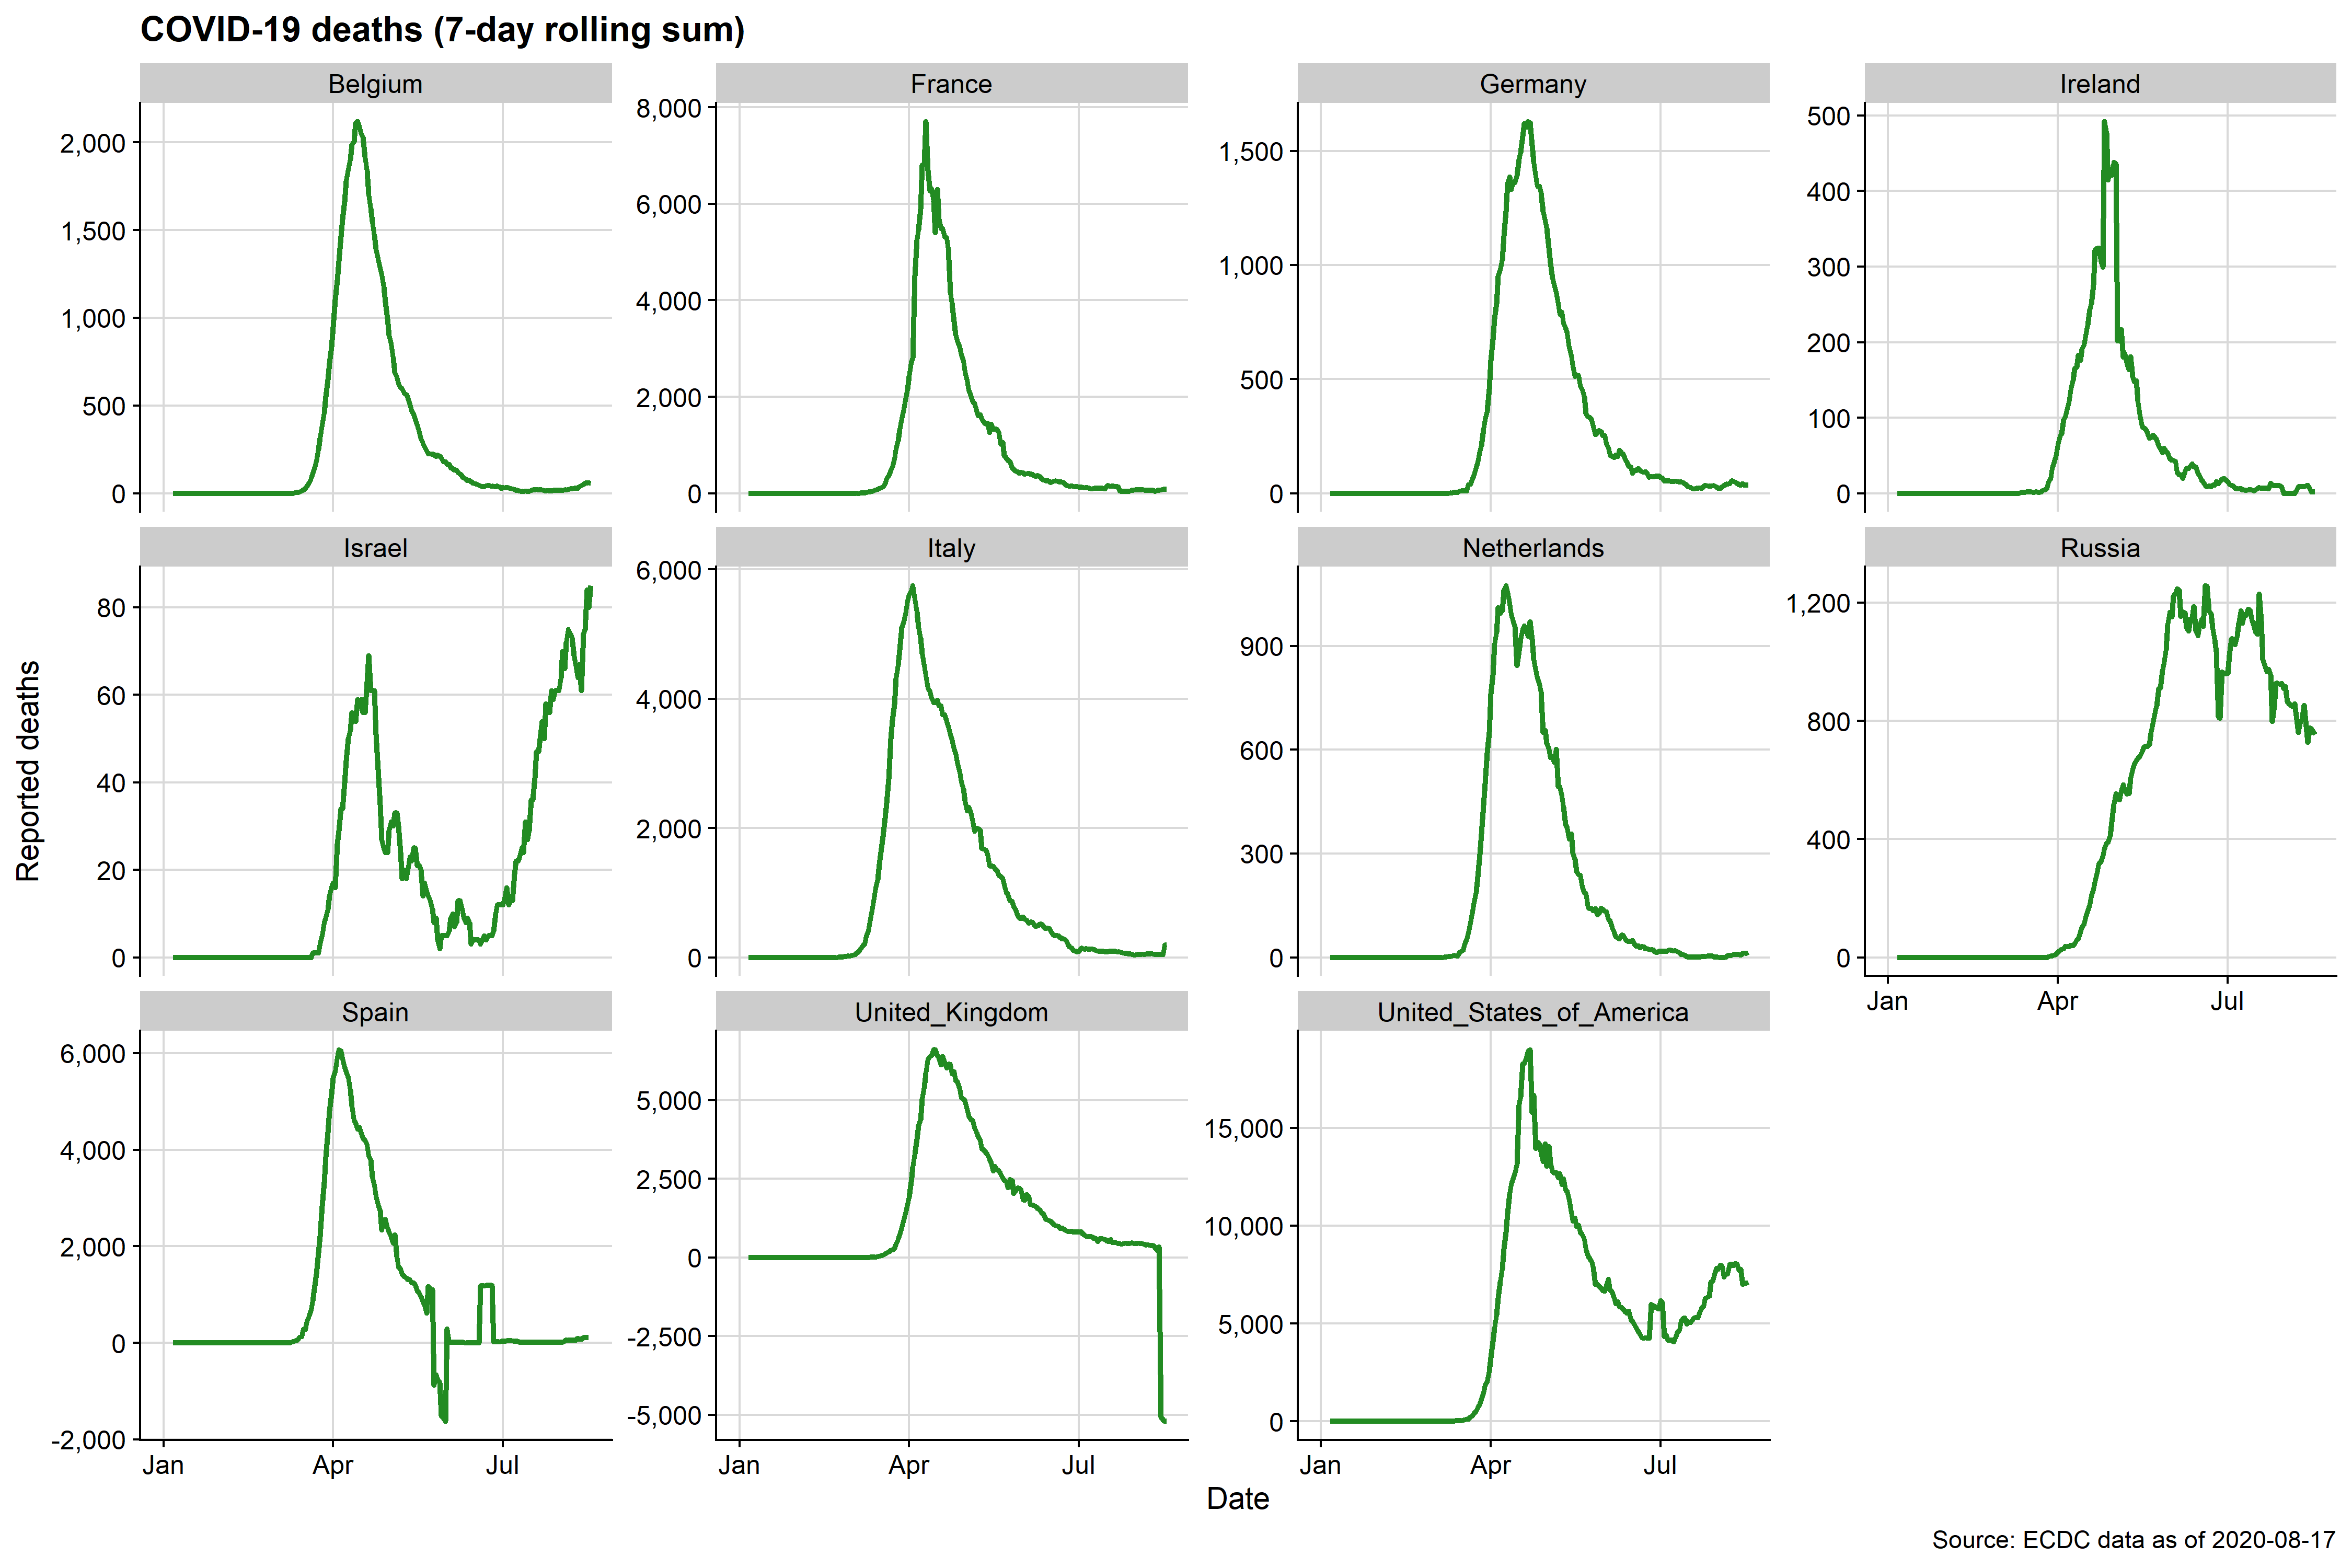 COVID-19 deaths (7-day rolling sum)
Belgium
France
Germany
Ireland
2,000
1,500
1,000
500
0
8,000
6,000
4,000
2,000
0
1,500
1,000
500
0
500
400
300
200
100
0
Israel
Italy
Netherlands
Russia
80
60
40
20
0
6,000
4,000
2,000
0
900
600
300
0
1,200
800
400
0
Jan Apr Jul
Spain
United_Kingdom
United_States_of_America
6,000
4,000
2,000
0
-2,000
5,000
2,500
0
-2,500
-5,000
15,000
10,000
5,000
0
Jan Apr Jul
Jan Apr Jul
Jan Apr Jul
Reported deaths
Date
Source: ECDC data as of 2020-08-17